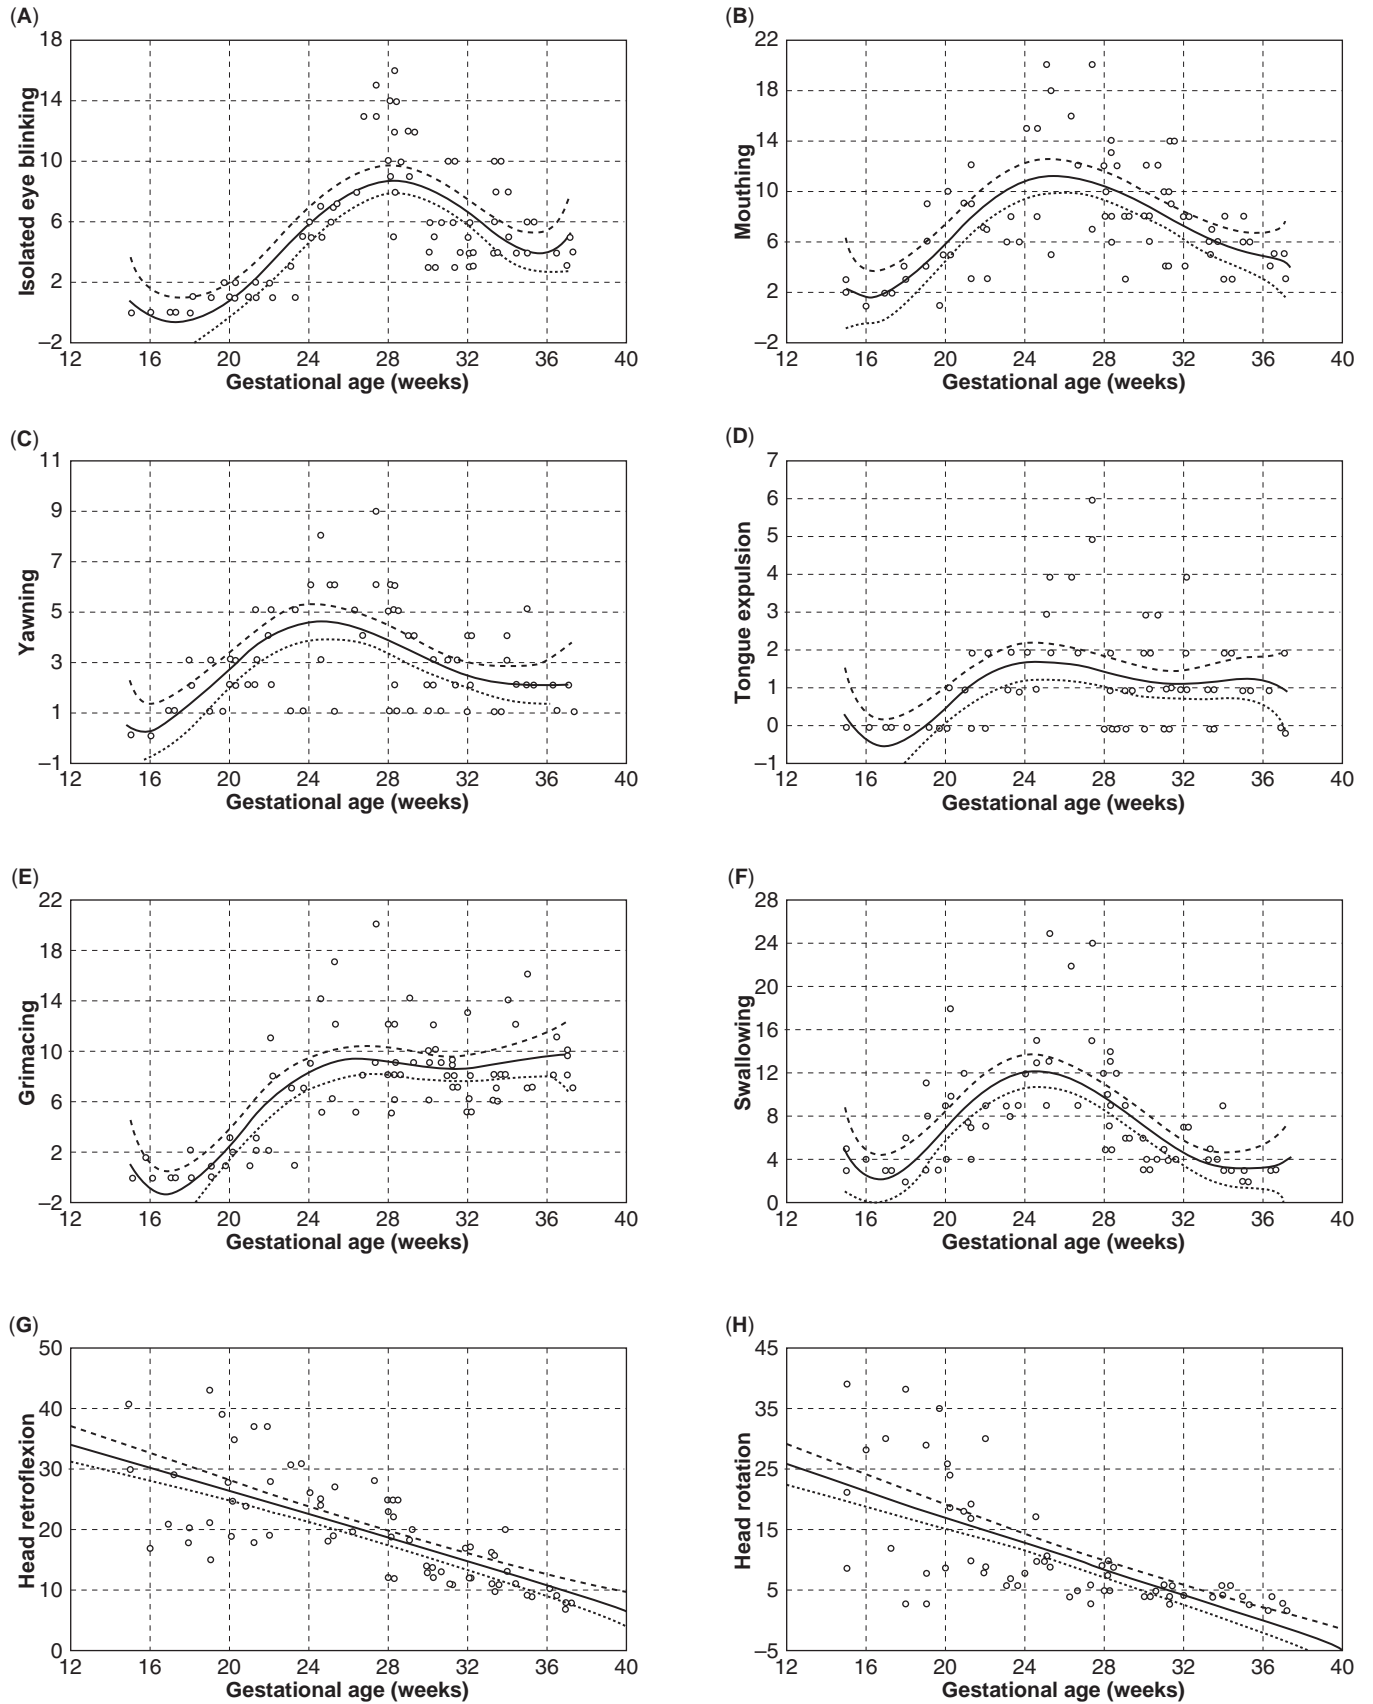 (A)
18
14
10
6
2
–2
Isolated eye blinking
12 16 20 24 28 32 36 40
Gestational age (weeks)
(B)
22
18
14
10
6
2
–2
Mouthing
12 16 20 24 28 32 36 40
Gestational age (weeks)
(C)
11
9
7
5
3
1
–1
Yawning
12 16 20 24 28 32 36 40
Gestational age (weeks)
(D)
7
6
5
4
3
2
1
0
–1
Tongue expulsion
12 16 20 24 28 32 36 40
Gestational age (weeks)
(E)
22
18
14
10
6
2
–2
Grimacing
12 16 20 24 28 32 36 40
Gestational age (weeks)
(F)
28
24
20
16
12
8
4
0
Swallowing
12 16 20 24 28 32 36 40
Gestational age (weeks)
(G)
50
40
30
20
10
0
Head retroflexion
12 16 20 24 28 32 36 40
Gestational age (weeks)
(H)
45
35
25
15
5
–5
Head rotation
12 16 20 24 28 32 36 40
Gestational age (weeks)